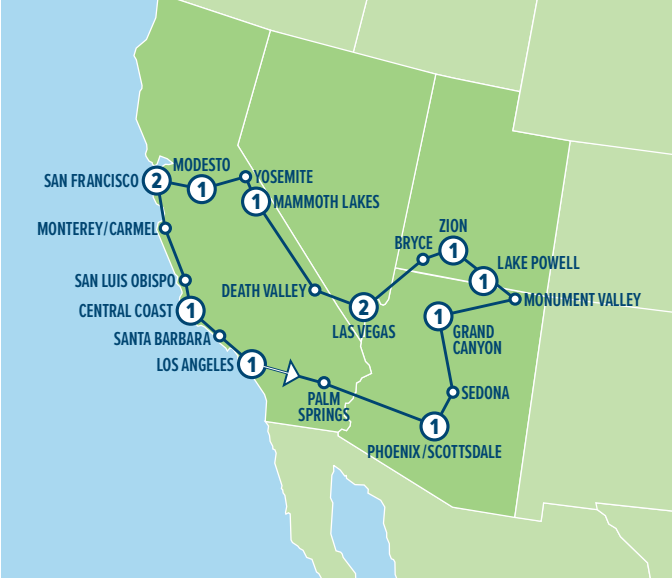 MODESTO
SAN FRANCISCO 2
1
YOSEMITE
1 MAMMOTH LAKES
MONTEREY/CARMEL
ZION
BRYCE 1
LAKE POWELL
1
SAN LUIS OBISPO
DEATH VALLEY
MONUMENT VALLEY
CENTRAL COAST 1
2
LAS VEGAS
1
GRAND
CANYON
SANTA BARBARA
LOS ANGELES 1
PALM
SPRINGS
SEDONA
1
PHOENIX/SCOTTSDALE